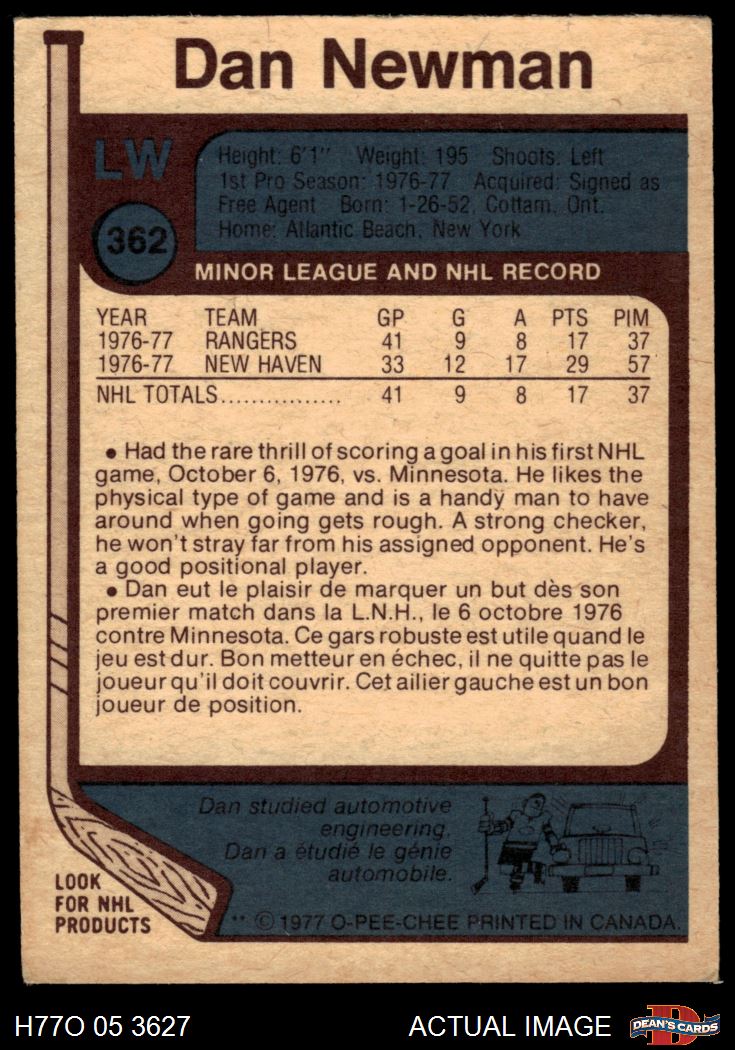 Dan Newman
LW
362
Height: 6'1" Weight: 195 Shoots: Left
1st Pro Season: 1976-77 Acquired: Signed as
Free Agent Born: 1-26-52, Cottam, Ont.
Home: Atlantic Beach, New York
MINOR LEAGUE AND NHL RECORD
YEAR TEAM GP G A PTS PIM
1976-77 RANGERS 41 9 8 17 37
1976-77 NEW HAVEN 33 12 17 29 57
NHL TOTALS................ 41 9 8 17 37
• Had the rare thrill of scoring a goal in his first NHL
game, October 6, 1976, vs. Minnesota. He likes the
physical type of game and is a handy man to have
around when going gets rough. A strong checker,
he won't stray far from his assigned opponent. He's
a good positional player.
• Dan eut le plaisir de marquer un but dès son
premier match dans la L.N.H., le 6 octobre 1976
contre Minnesota. Ce gars robuste est utile quand le
jeu est dur. Bon metteur en échec, il ne quitte pas le
joueur qu'il doit couvrir. Cet ailier gauche est un bon
joueur de position.
Dan studied automotive
engineering.
Dan a étudié le génie
automobile.
LOOK
FOR NHL
PRODUCTS
** © 1977 O-PEE-CHEE PRINTED IN CANADA.
H77O 05 3627
ACTUAL IMAGE
D
DEAN'S CARDS